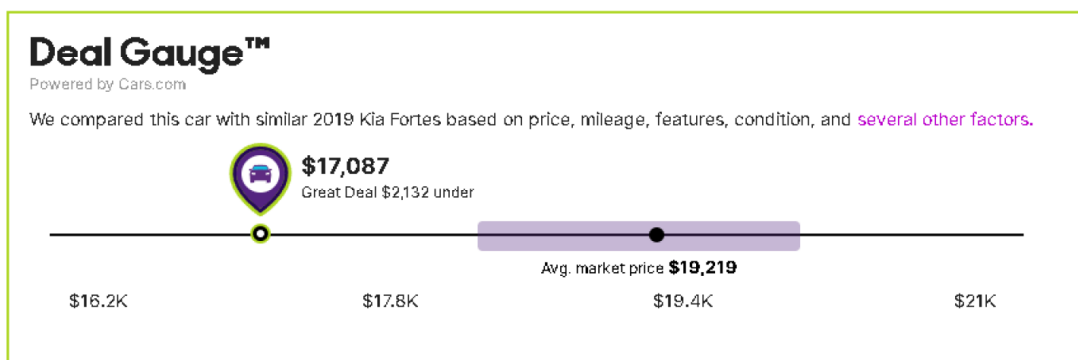 Deal Gauge™
Powered by Cars.com
We compared this car with similar 2019 Kia Fortes based on price, mileage, features, condition, and several other factors.
$17,087
Great Deal $2,132 under
Avg. market price $19,219
$16.2K $17.8K $19.4K $21K